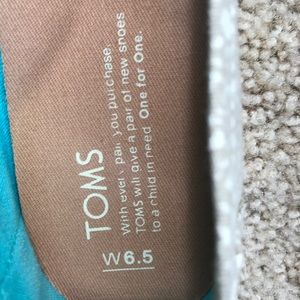 TOMS
With every pair you purchase,
TOMS will give a pair of new shoes
to a child in need. One for One.
W6.5